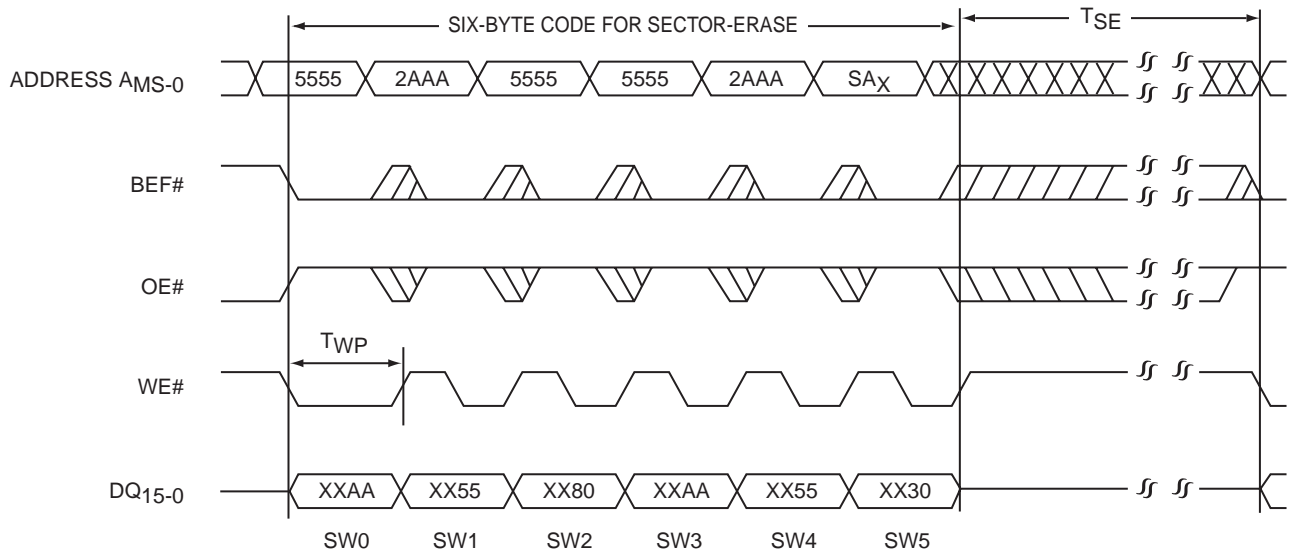 SIX-BYTE CODE FOR SECTOR-ERASE TSE
ADDRESS AMS-0 5555 2AAA 5555 5555 2AAA SAX
BEF#
OE#
TWP
WE#
DQ15-0 XXAA XX55 XX80 XXAA XX55 XX30
SW0 SW1 SW2 SW3 SW4 SW5